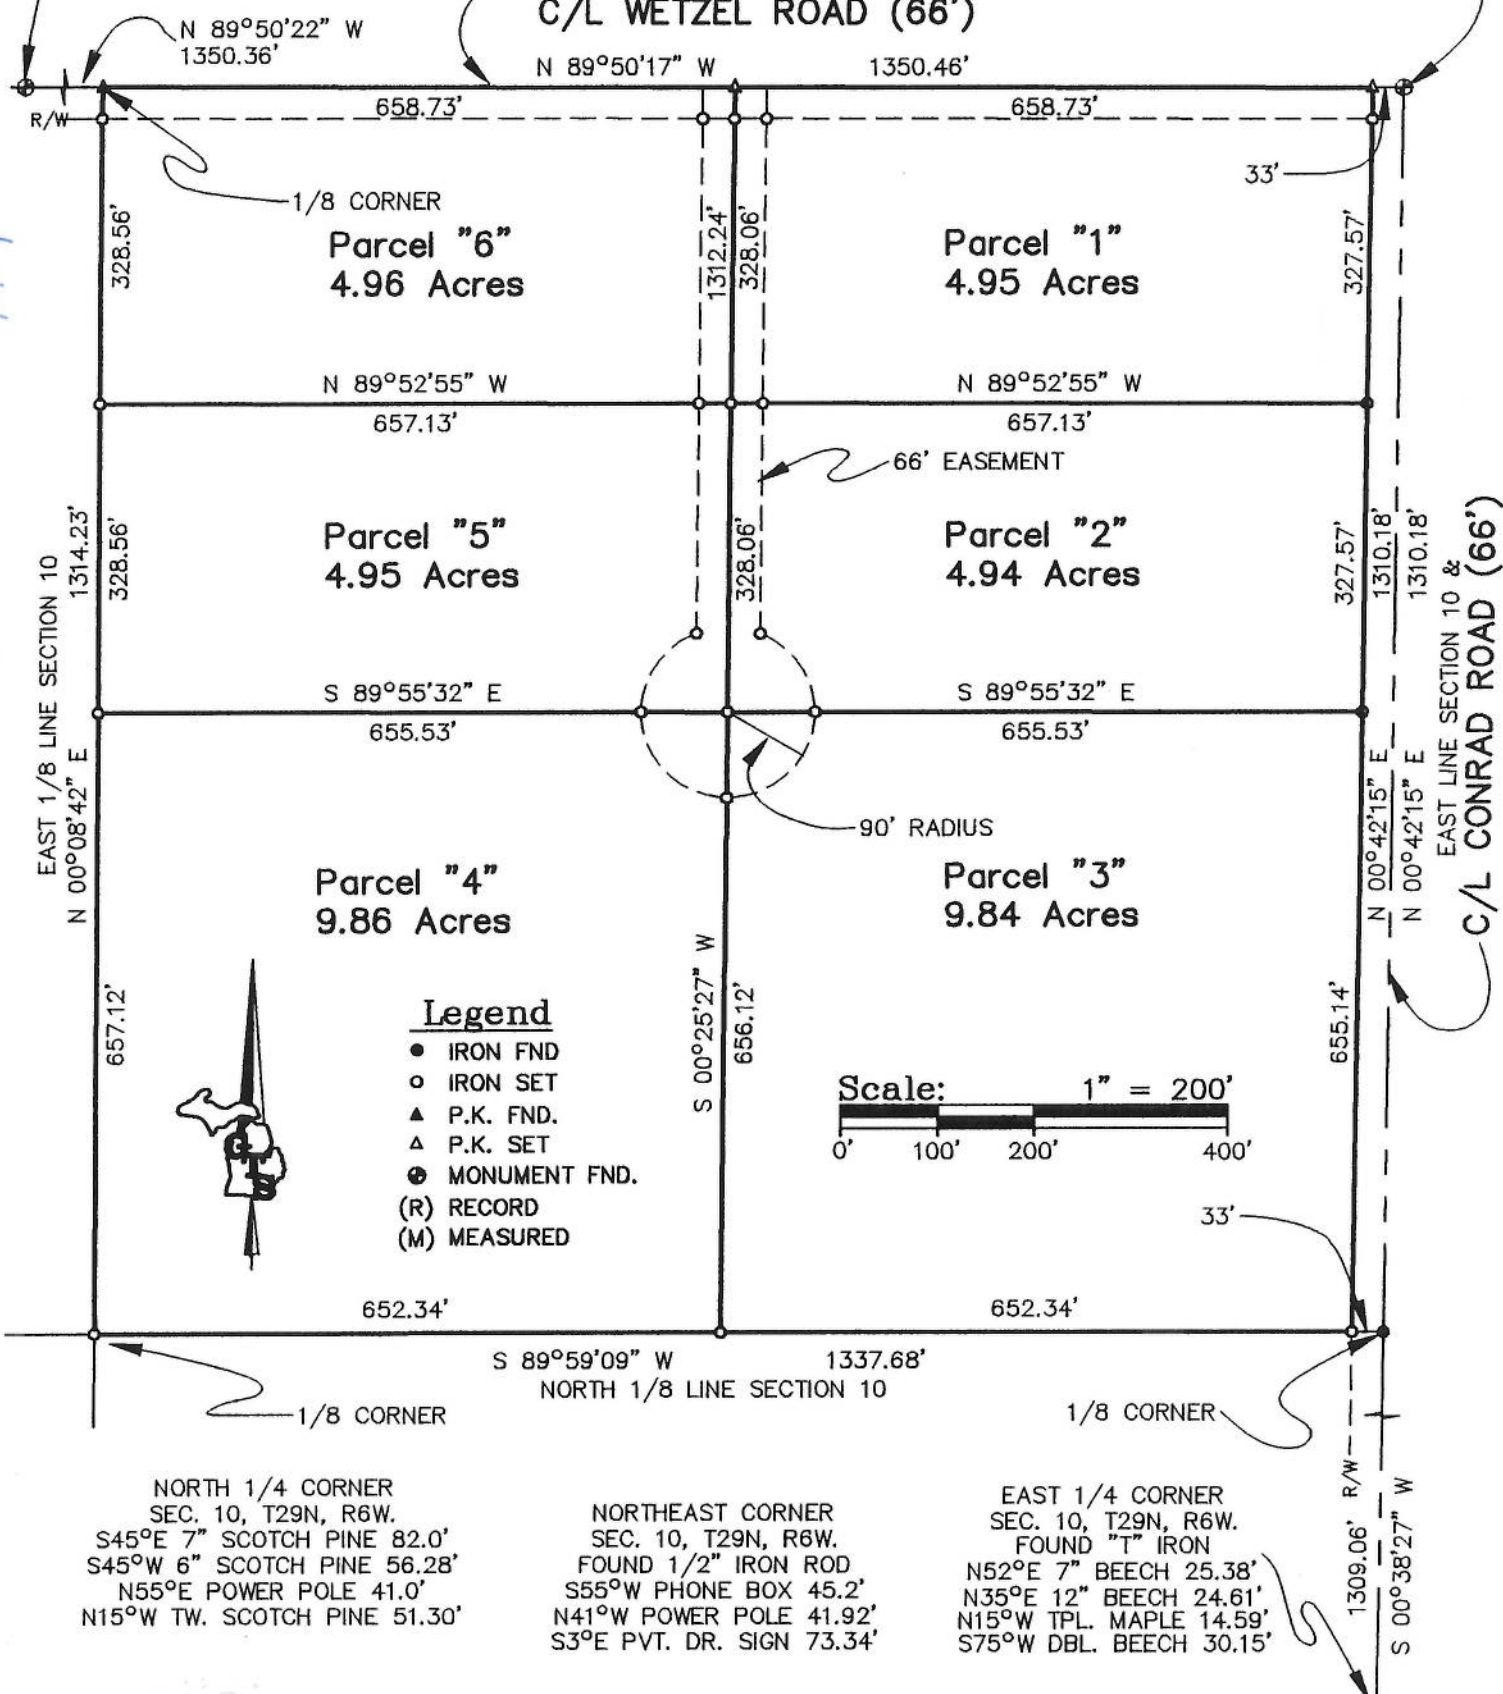 C/L WETZEL ROAD (66')
N 89°50'22" W
1350.36'
N 89°50'17" W 1350.46'
658.73' 658.73'
R/W
33'
1/8 CORNER
328.56'
Parcel "6"
4.96 Acres
1312.24'
328.06'
Parcel "1"
4.95 Acres
327.57'
N 89°52'55" W N 89°52'55" W
657.13' 657.13'
66' EASEMENT
EAST 1/8 LINE SECTION 10
N 00°08'42" E
1314.23'
328.56'
Parcel "5"
4.95 Acres
328.06'
Parcel "2"
4.94 Acres
327.57'
1310.18'
1310.18'
N 00°42'15" E
N 00°42'15" E
EAST LINE SECTION 10 &
C/L CONRAD ROAD (66')
S 89°55'32" E S 89°55'32" E
655.53' 655.53'
90' RADIUS
Parcel "4"
9.86 Acres
Parcel "3"
9.84 Acres
657.12'
S 00°25'27" W
656.12'
655.14'
G
T
S
Legend
IRON FND
IRON SET
P.K. FND.
P.K. SET
MONUMENT FND.
(R) RECORD
(M) MEASURED
Scale: 1" = 200'
0' 100' 200' 400'
33'
652.34' 652.34'
S 89°59'09" W 1337.68'
NORTH 1/8 LINE SECTION 10
1/8 CORNER
1/8 CORNER
NORTH 1/4 CORNER
SEC. 10, T29N, R6W.
S45°E 7" SCOTCH PINE 82.0'
S45°W 6" SCOTCH PINE 56.28'
N55°E POWER POLE 41.0'
N15°W TW. SCOTCH PINE 51.30'
NORTHEAST CORNER
SEC. 10, T29N, R6W.
FOUND 1/2" IRON ROD
S55°W PHONE BOX 45.2'
N41°W POWER POLE 41.92'
S3°E PVT. DR. SIGN 73.34'
EAST 1/4 CORNER
SEC. 10, T29N, R6W.
FOUND "T" IRON
N52°E 7" BEECH 25.38'
N35°E 12" BEECH 24.61'
N15°W TPL. MAPLE 14.59'
S75°W DBL. BEECH 30.15'
R/W
1309.06'
S 00°38'27" W